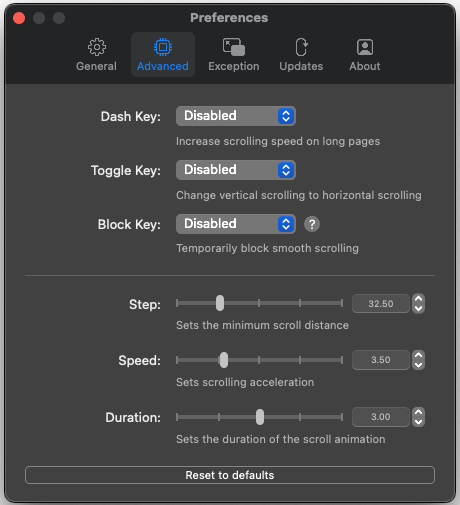 Preferences
General Advanced Exception Updates About
Dash Key: Disabled
Increase scrolling speed on long pages
Toggle Key: Disabled
Change vertical scrolling to horizontal scrolling
Block Key: Disabled ?
Temporarily block smooth scrolling
Step: 32.50
Sets the minimum scroll distance
Speed: 3.50
Sets scrolling acceleration
Duration: 3.00
Sets the duration of the scroll animation
Reset to defaults